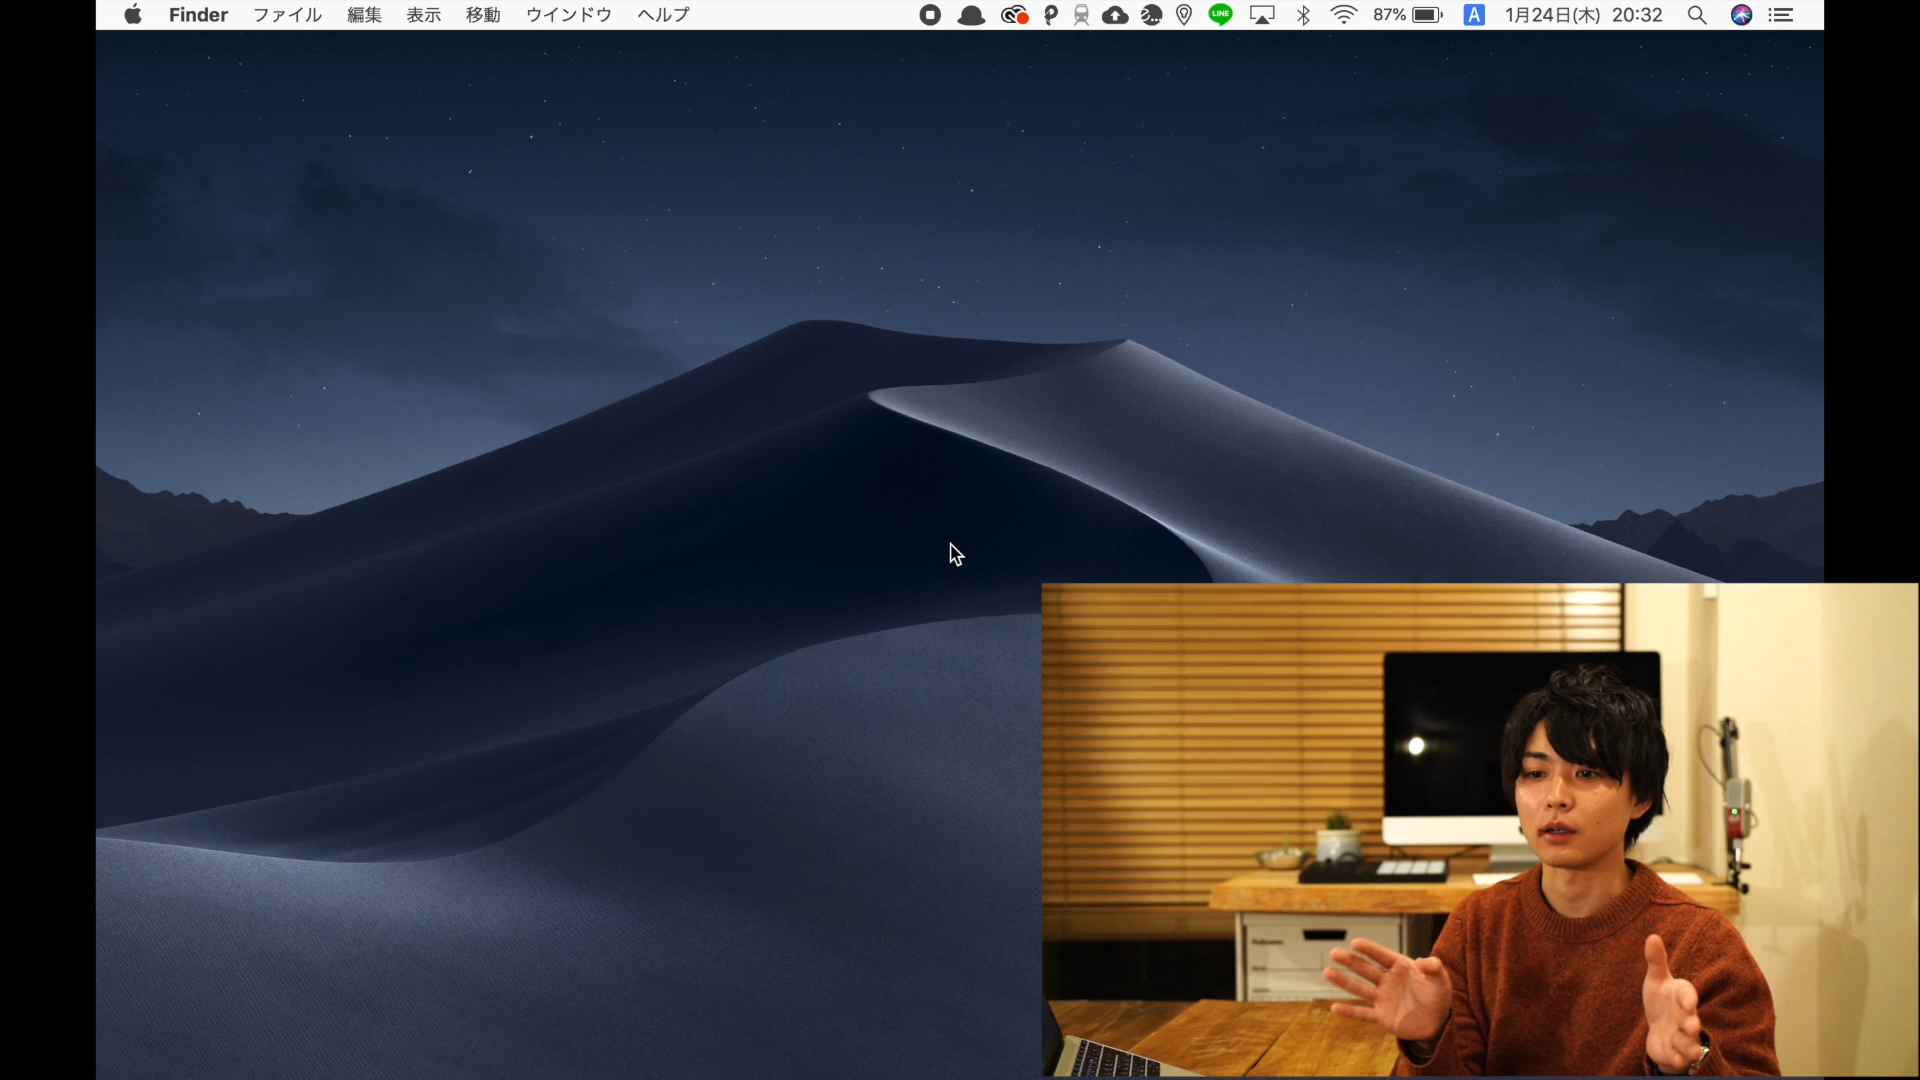 Finder ファイル 編集 表示 移動 ウインドウ ヘルプ LINE 87% A 1月24日(木) 20:32